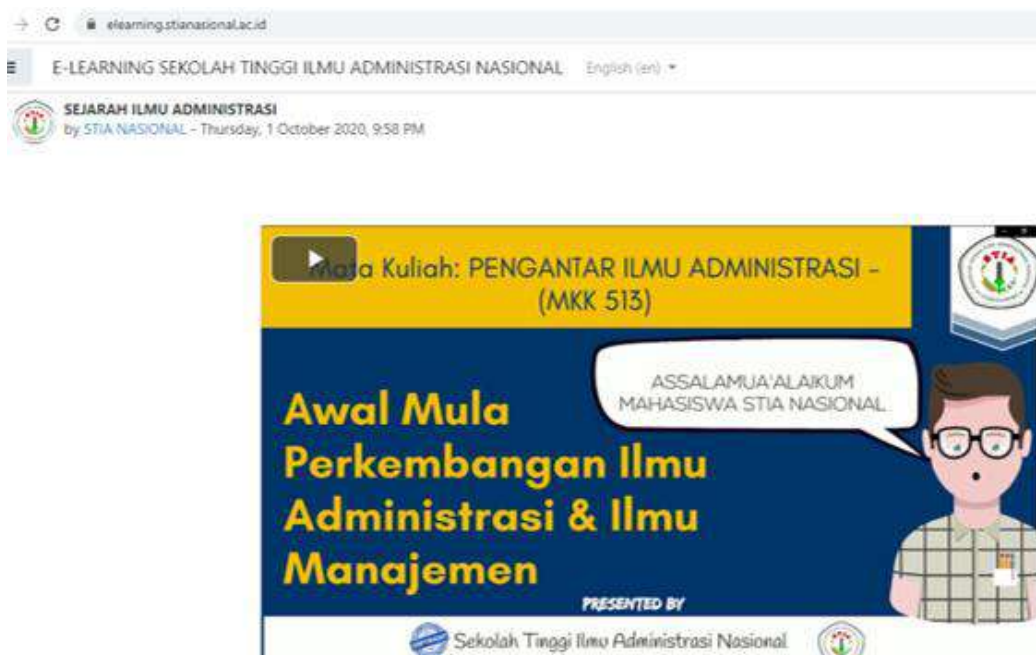 elearning.stianasional.ac.id
E-LEARNING SEKOLAH TINGGI ILMU ADMINISTRASI NASIONAL English (en)
SEJARAH ILMU ADMINISTRASI
by STIA NASIONAL - Thursday, 1 October 2020, 9:58 PM
Mata Kuliah: PENGANTAR ILMU ADMINISTRASI -
(MKK 513)
ASSALAMUA'ALAIKUM
MAHASISWA STIA NASIONAL
Awal Mula
Perkembangan Ilmu
Administrasi & Ilmu
Manajemen
PRESENTED BY
Sekolah Tinggi Ilmu Administrasi Nasional
STIA